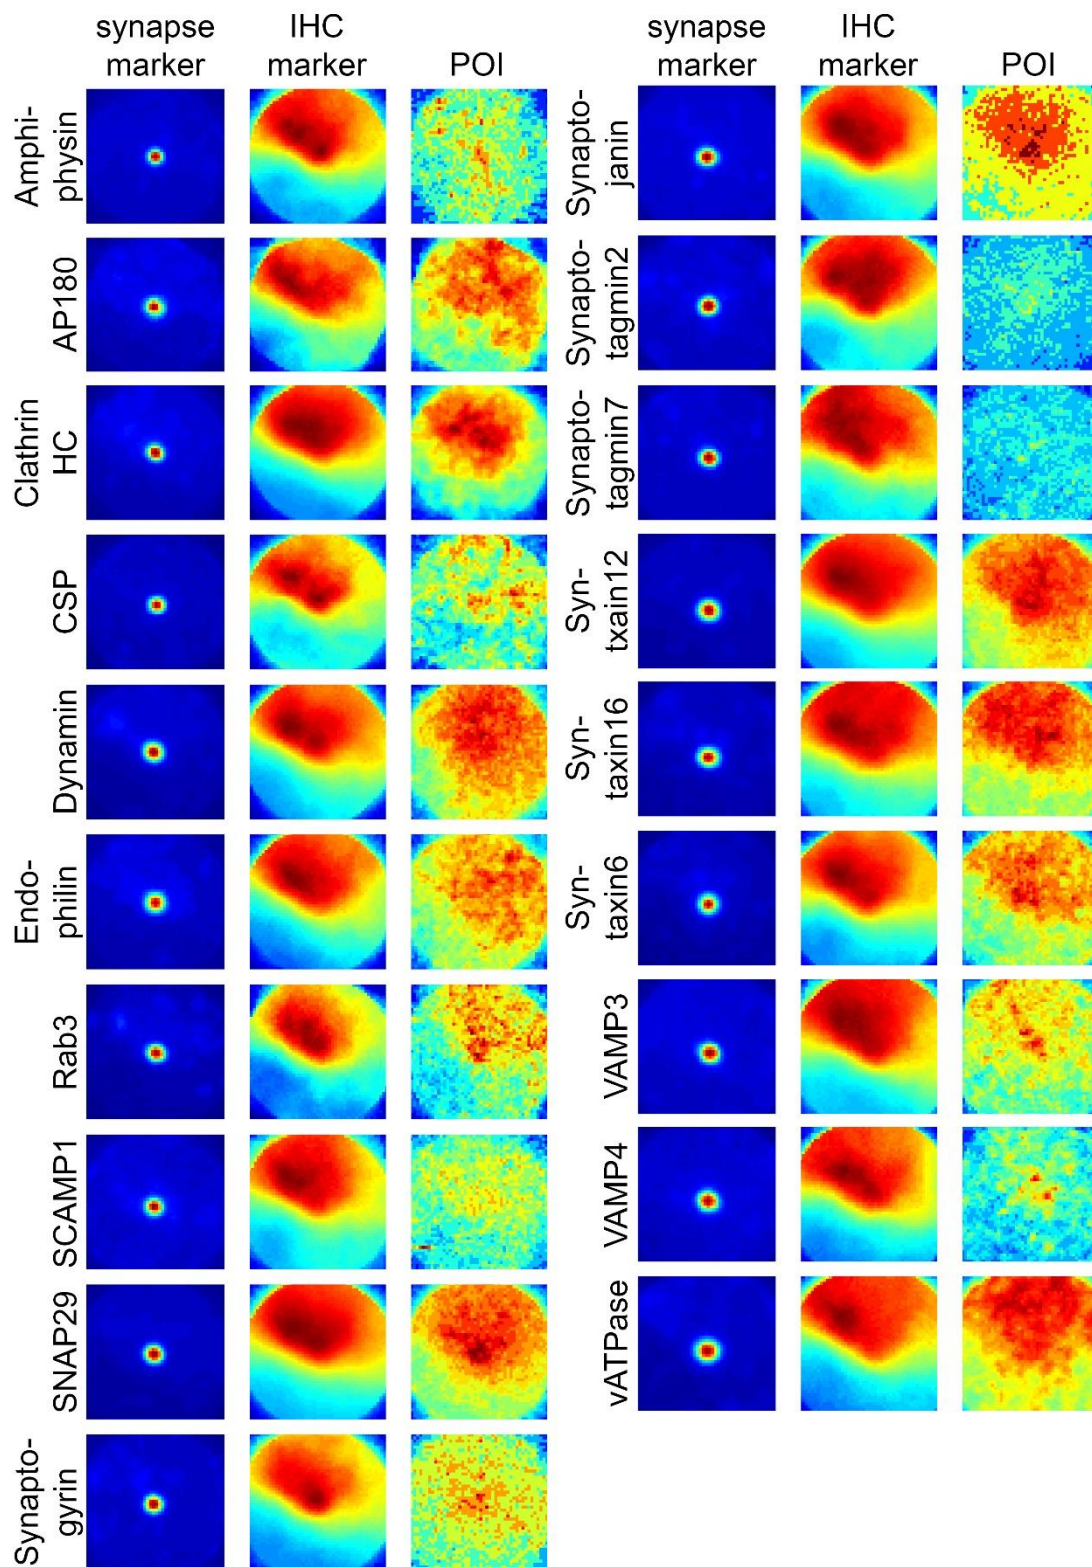 synapse marker
IHC marker
POI
synapse marker
IHC marker
POI
Amphi-
physin
AP180
Clathrin
HC
CSP
Dynamin
Endo-
philin
Rab3
SCAMP1
SNAP29
Synapto-
gyrin
Synapto-
janin
Synapto-
tagmin2
Synapto-
tagmin7
Syn-
txain12
Syn-
taxin16
Syn-
taxin6
VAMP3
VAMP4
vATPase